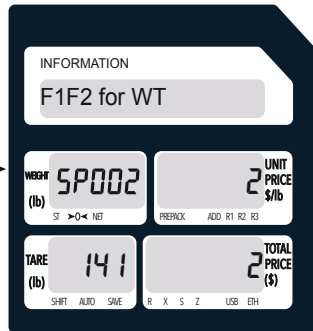 INFORMATION
F1F2 for WT
WEIGHT (lb) SP002
ST >0< NET
2 UNIT PRICE $/lb
PREPACK ADD R1 R2 R3
TARE (lb) 141
SHIFT AUTO SAVE
2 TOTAL PRICE ($)
R X S Z USB ETH